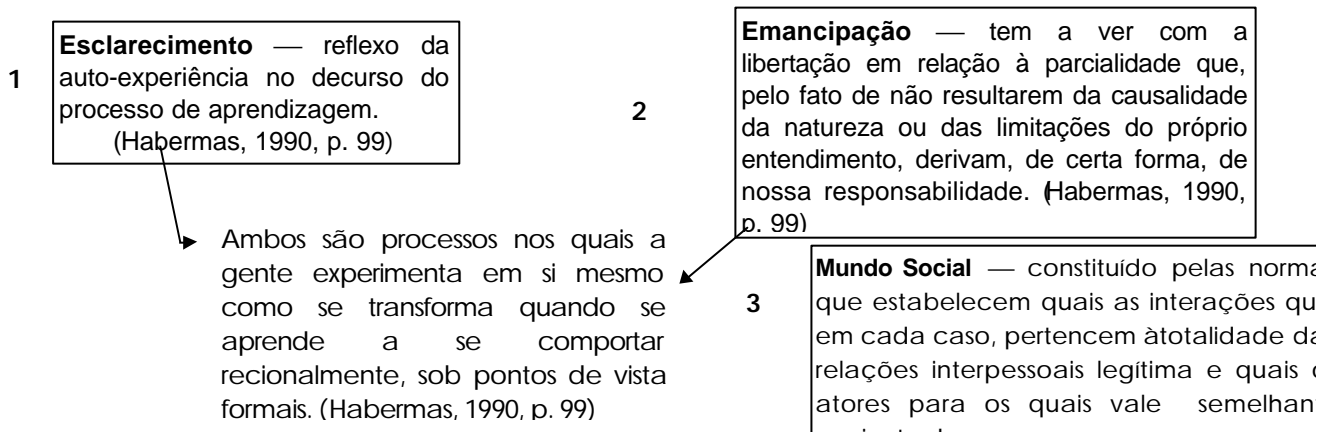 1
Esclarecimento — reflexo da
auto-experiência no decurso do
processo de aprendizagem.
(Habermas, 1990, p. 99)
2
Emancipação — tem a ver com a
libertação em relação à parcialidade que,
pelo fato de não resultarem da causalidade
da natureza ou das limitações do próprio
entendimento, derivam, de certa forma, de
nossa responsabilidade. (Habermas, 1990,
p. 99)
Ambos são processos nos quais a
gente experimenta em si mesmo
como se transforma quando se
aprende a se comportar
recionalmente, sob pontos de vista
formais. (Habermas, 1990, p. 99)
3
Mundo Social — constituído pelas norma
que estabelecem quais as interações qu
em cada caso, pertencem àtotalidade da
relações interpessoais legítima e quais
atores para os quais vale semelhan